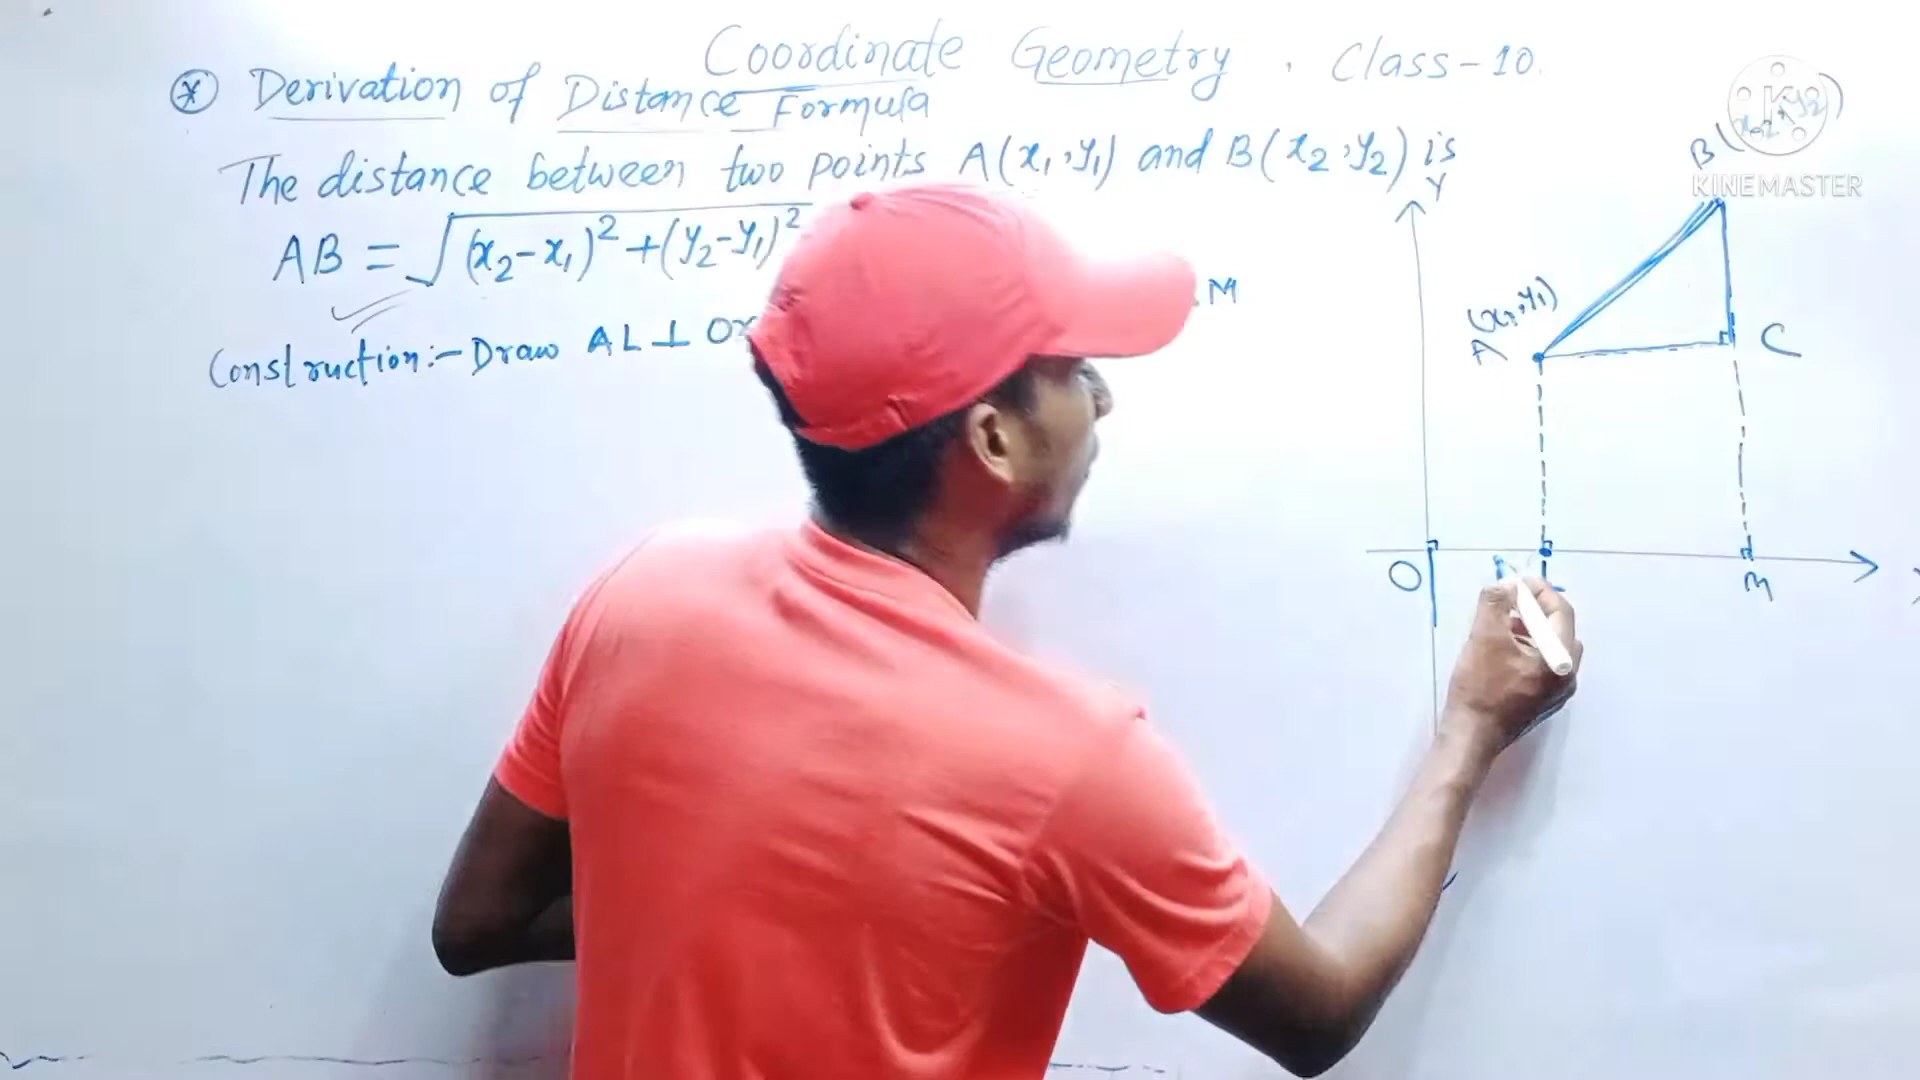 Coordinate Geometry, Class-10.
* Derivation of Distance Formula
The distance between two points A(x₁,y₁) and B(x₂,y₂) is
AB = √(x₂-x₁)²+(y₂-y₁)²
Construction:- Draw AL⊥OX
M
Y
B(x₂,y₂)
KINEMASTER
(x₁,y₁)
A
C
O
L
M